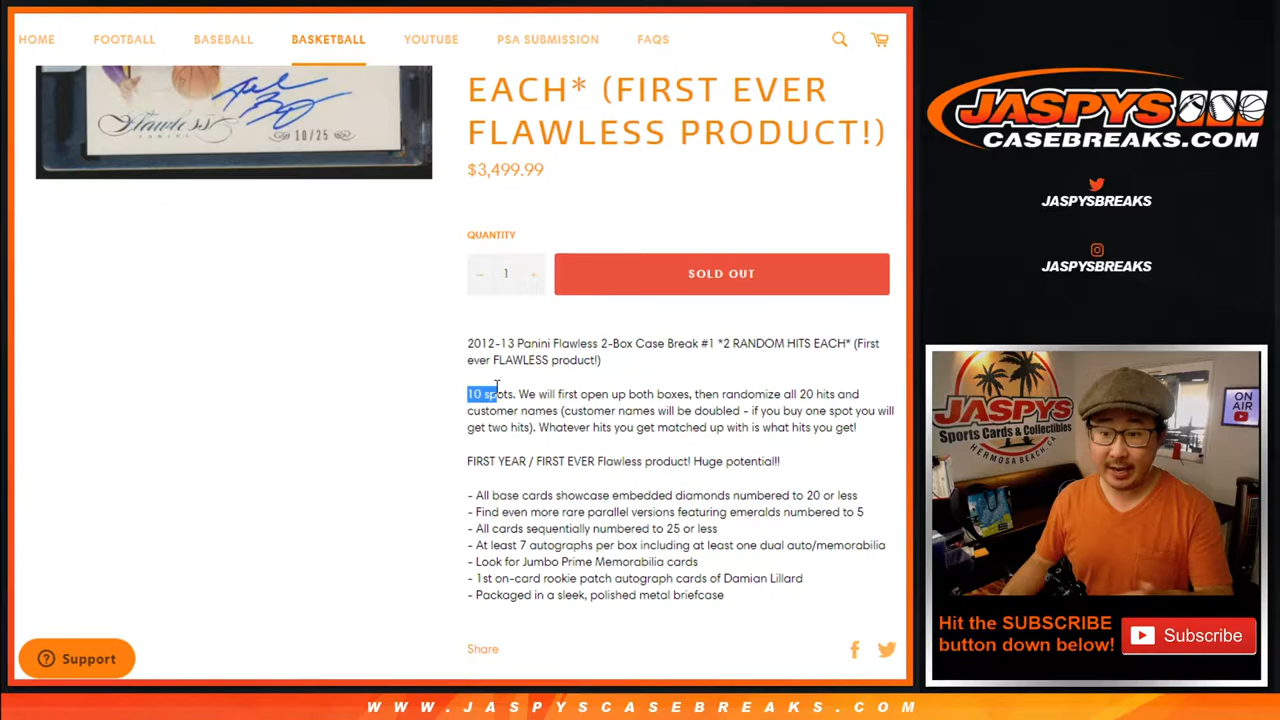 HOME FOOTBALL BASEBALL BASKETBALL YOUTUBE PSA SUBMISSION FAQS
Flawless
PANINI
10/25
EACH* (FIRST EVER
FLAWLESS PRODUCT!)
$3,499.99
QUANTITY
− 1 +
SOLD OUT
2012-13 Panini Flawless 2-Box Case Break #1 *2 RANDOM HITS EACH* (First
ever FLAWLESS product!)
10 spots. We will first open up both boxes, then randomize all 20 hits and
customer names (customer names will be doubled - if you buy one spot you will
get two hits). Whatever hits you get matched up with is what hits you get!
FIRST YEAR / FIRST EVER Flawless product! Huge potential!!
- All base cards showcase embedded diamonds numbered to 20 or less
- Find even more rare parallel versions featuring emeralds numbered to 5
- All cards sequentially numbered to 25 or less
- At least 7 autographs per box including at least one dual auto/memorabilia
- Look for Jumbo Prime Memorabilia cards
- 1st on-card rookie patch autograph cards of Damian Lillard
- Packaged in a sleek, polished metal briefcase
Share
? Support
JASPYS
CASEBREAKS.COM
JASPYSBREAKS
JASPYSBREAKS
JASPYS
Sports Cards & Collectibles
HERMOSA BEACH, CA
ON
AIR
Hit the SUBSCRIBE
button down below!
Subscribe
WWW.JASPYSCASEBREAKS.COM